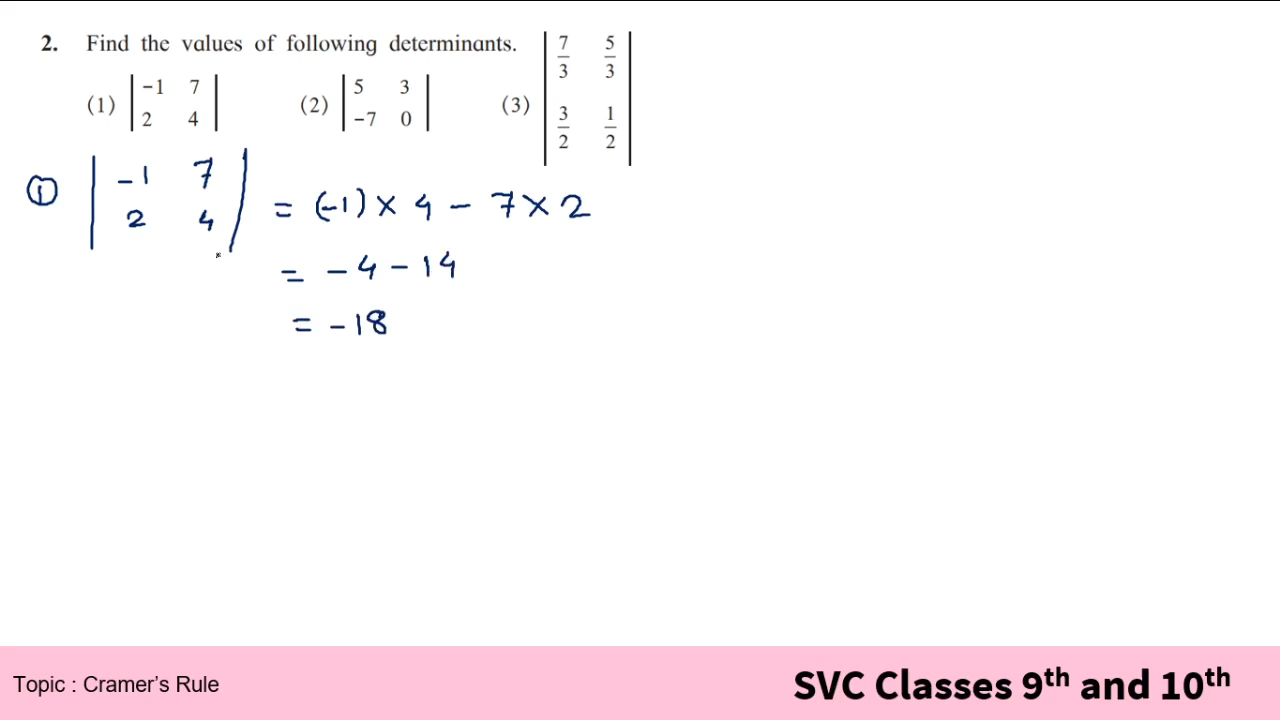 2. Find the values of following determinants.
(1) | -1 7 | (2) | 5 3 | (3) | 7/3 5/3 |
| 2 4 | | -7 0 | | 3/2 1/2 |
① | -1 7 | = (-1) × 4 - 7 × 2
| 2 4 |
= -4 - 14
= -18
Topic : Cramer's Rule
SVC Classes 9th and 10th